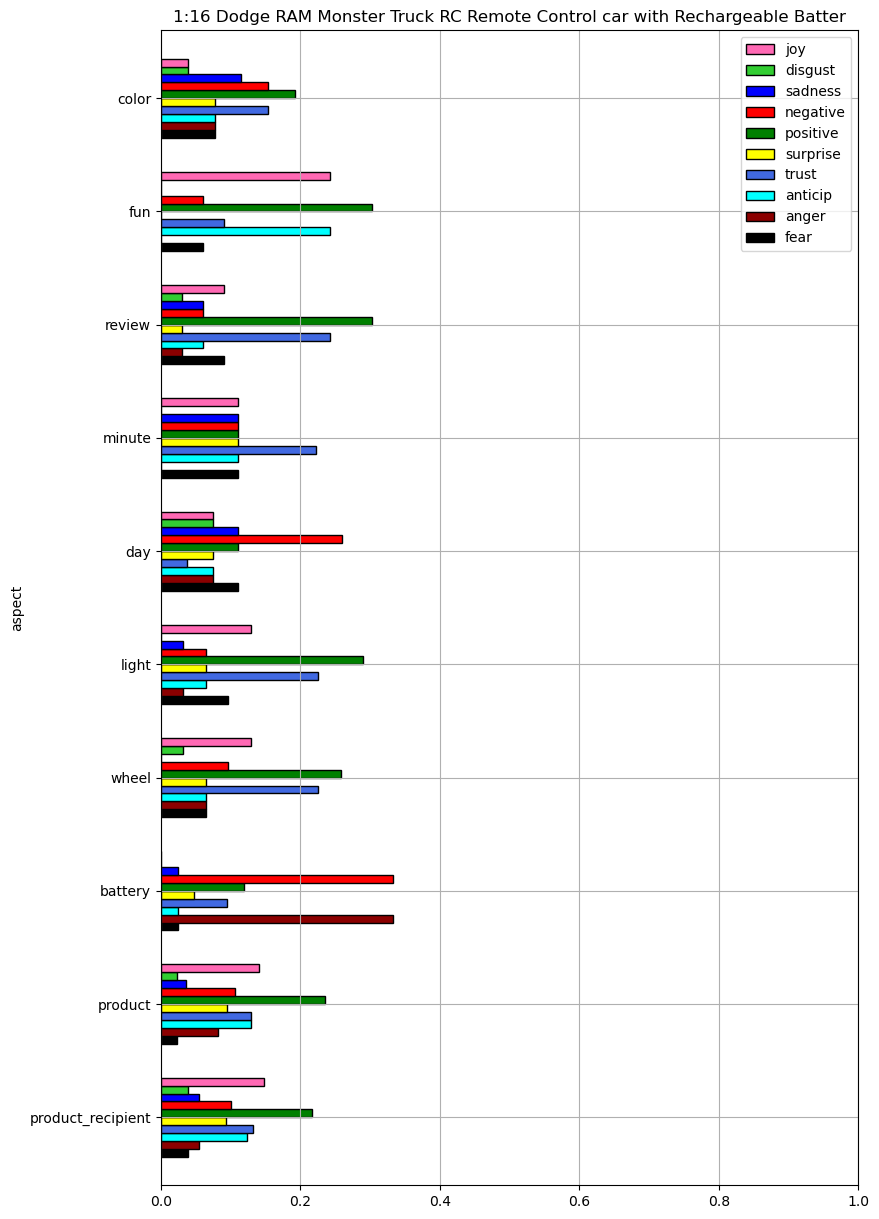 1:16 Dodge RAM Monster Truck RC Remote Control car with Rechargeable Batter
joy
disgust
sadness
negative
positive
surprise
trust
anticip
anger
fear
color
fun
review
minute
day
light
wheel
battery
product
product_recipient
aspect
0.0 0.2 0.4 0.6 0.8 1.0